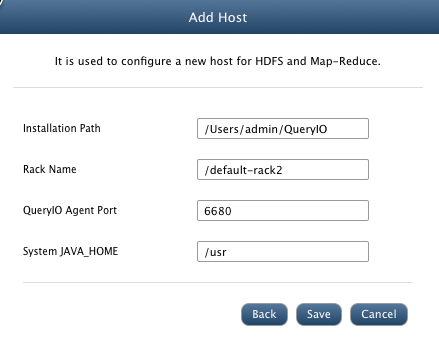 Add Host
It is used to configure a new host for HDFS and Map-Reduce.
Installation Path /Users/admin/QueryIO
Rack Name /default-rack2
QueryIO Agent Port 6680
System JAVA_HOME /usr
Back Save Cancel